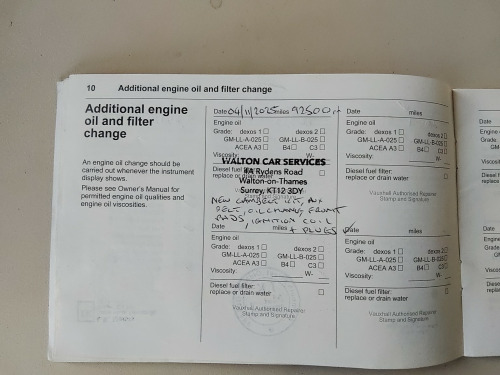 10 Additional engine oil and filter change
Additional engine
oil and filter
change
An engine oil change should be
carried out whenever the instrument
display shows.
Please see Owner's Manual for
permitted engine oil qualities and
engine oil viscosities.
Date 04/11/2025 miles 92500
Engine oil
Grade: dexos 1 ☐ dexos 2 ☐
GM-LL-A-025 ☐ GM-LL-B-025 ☐
ACEA A3 ☐ B4 ☐ C3 ☐
Viscosity: W-
WALTON CAR SERVICES
4A Rydens Road
Walton-on-Thames
Surrey, KT12 3DY
Diesel fuel filter:
replace or drain water ☐
NEW CAMBELT KIT, AUX
BELT, OIL CHANGE, FRONT
PADS, IGNITION COIL
+ PLUGS
Date miles
Engine oil
Grade: dexos 1 ☐ dexos 2 ☐
GM-LL-A-025 ☐ GM-LL-B-025 ☐
ACEA A3 ☐ B4 ☐ C3 ☐
Viscosity: W-
Diesel fuel filter:
replace or drain water ☐
Vauxhall Authorised Repairer
Stamp and Signature
Date miles
Engine oil
Grade: dexos 1 ☐ dexos 2 ☐
GM-LL-A-025 ☐ GM-LL-B-025 ☐
ACEA A3 ☐ B4 ☐ C3 ☐
Viscosity: W-
Diesel fuel filter:
replace or drain water ☐
Vauxhall Authorised Repairer
Stamp and Signature
Date miles
Engine oil
Grade: dexos 1 ☐ dexos 2 ☐
GM-LL-A-025 ☐ GM-LL-B-025 ☐
ACEA A3 ☐ B4 ☐ C3 ☐
Viscosity: W-
Diesel fuel filter:
replace or drain water ☐
Vauxhall Authorised Repairer
Stamp and Signature